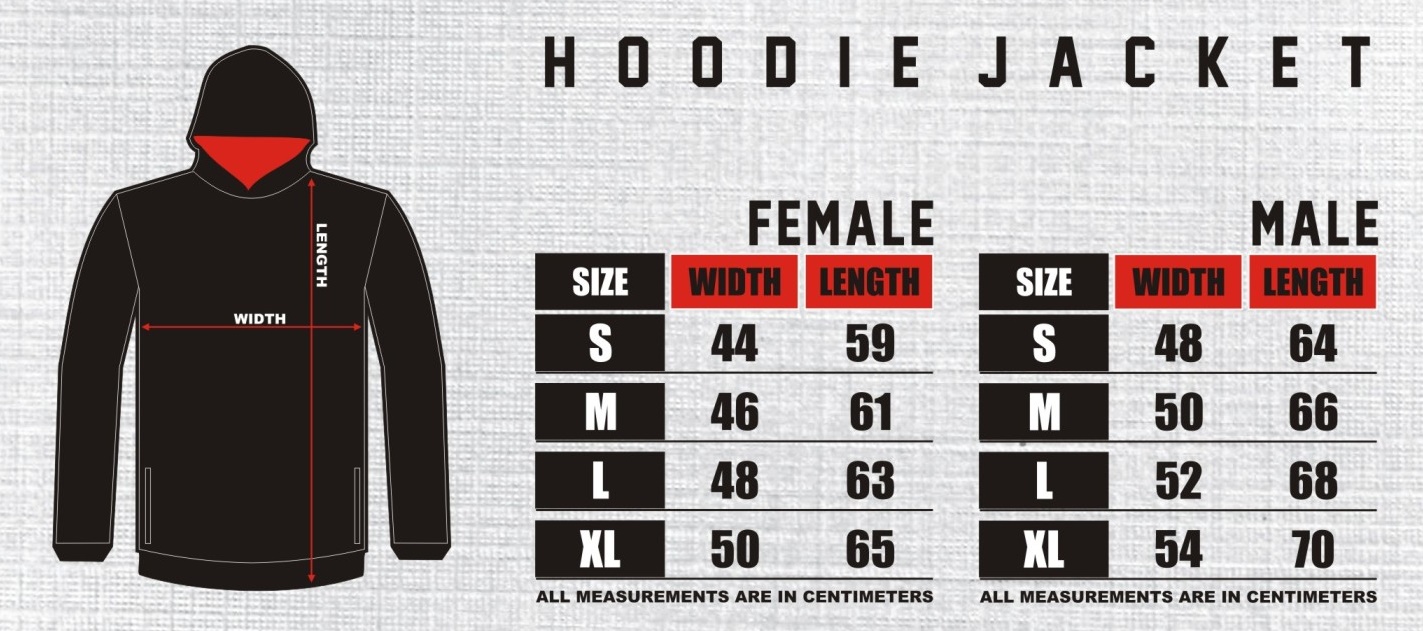 HOODIE JACKET
LENGTH
WIDTH
FEMALE
SIZE WIDTH LENGTH
S 44 59
M 46 61
L 48 63
XL 50 65
ALL MEASUREMENTS ARE IN CENTIMETERS
MALE
SIZE WIDTH LENGTH
S 48 64
M 50 66
L 52 68
XL 54 70
ALL MEASUREMENTS ARE IN CENTIMETERS